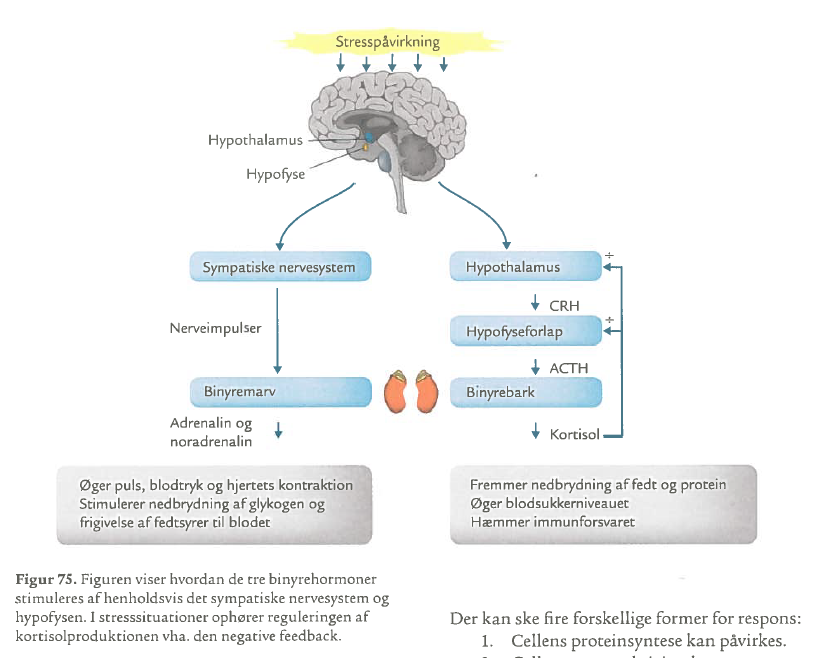 Stresspåvirkning
Hypothalamus
Hypofyse
Sympatiske nervesystem
Nerveimpulser
Binyremarv
Adrenalin og
noradrenalin
Øger puls, blodtryk og hjertets kontraktion
Stimulerer nedbrydning af glykogen og
frigivelse af fedtsyrer til blodet
Hypothalamus
÷
CRH
Hypofyseforlap
÷
ACTH
Binyrebark
Kortisol
Fremmer nedbrydning af fedt og protein
Øger blodsukkerniveauet
Hæmmer immunforsvaret
Figur 75. Figuren viser hvordan de tre binyrehormoner
stimuleres af henholdsvis det sympatiske nervesystem og
hypofysen. I stresssituationer ophører reguleringen af
kortisolproduktionen vha. den negative feedback.
Der kan ske fire forskellige former for respons:
1. Cellens proteinsyntese kan påvirkes.